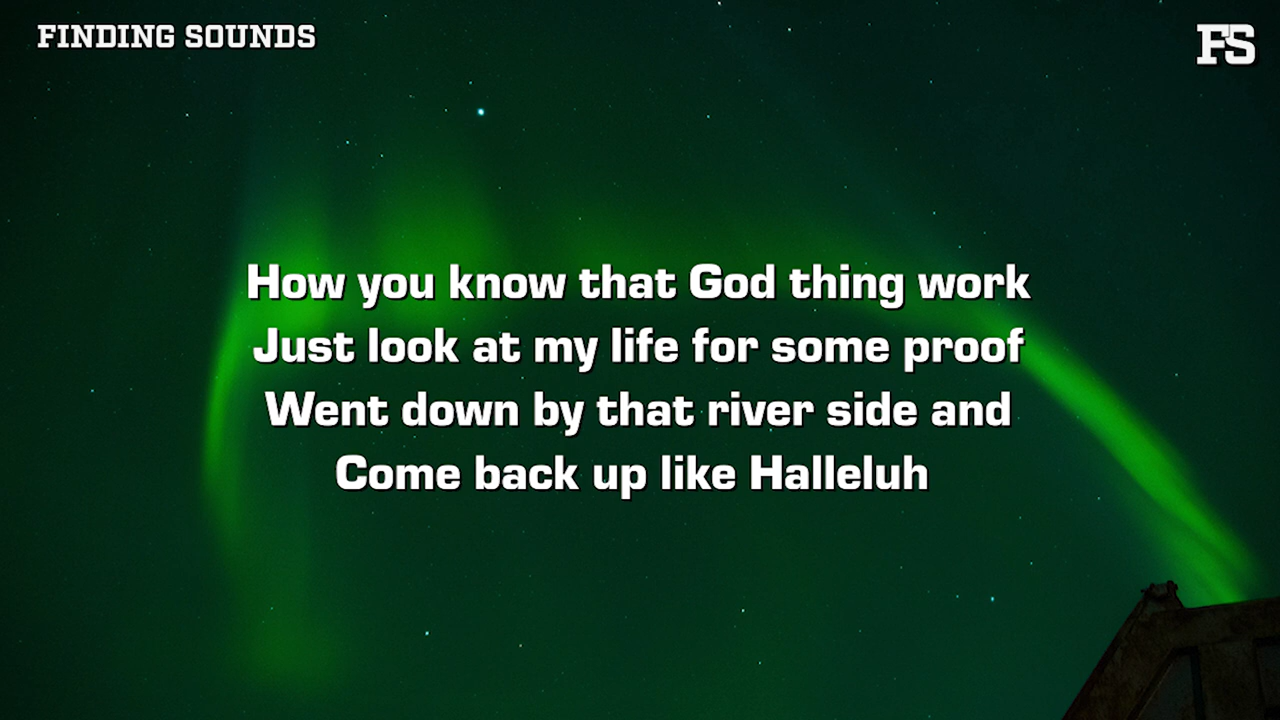 FINDING SOUNDS
FS
How you know that God thing work
Just look at my life for some proof
Went down by that river side and
Come back up like Halleluh